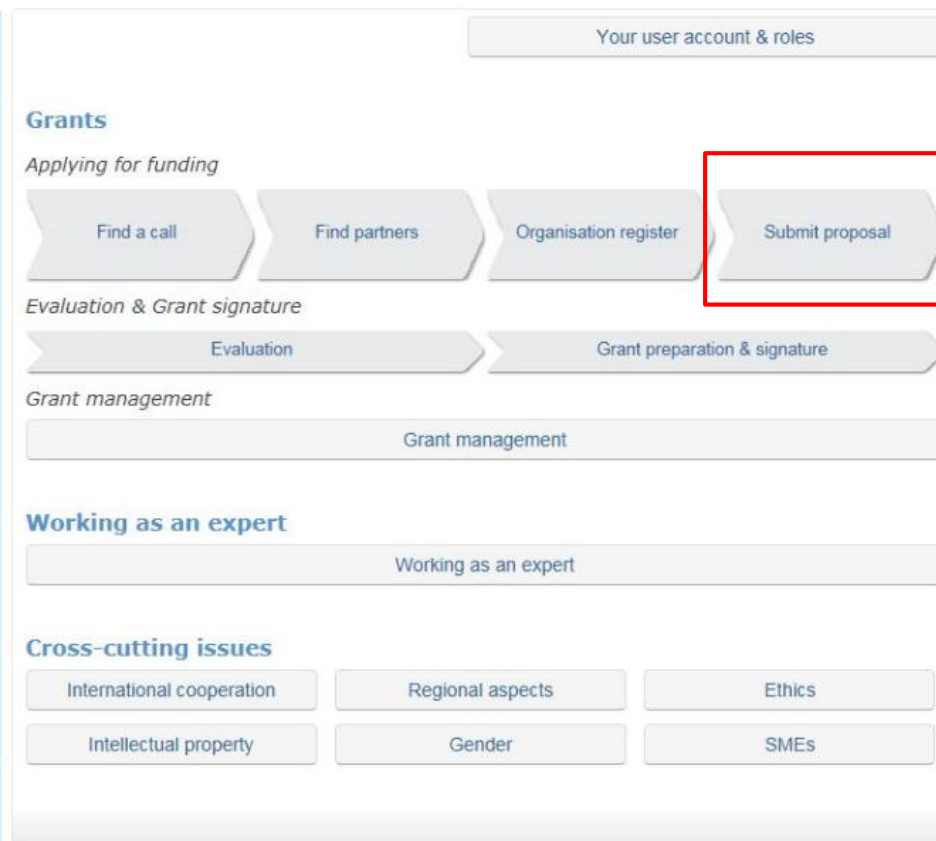 Your user account & roles
Grants
Applying for funding
Find a call Find partners Organisation register Submit proposal
Evaluation & Grant signature
Evaluation Grant preparation & signature
Grant management
Grant management
Working as an expert
Working as an expert
Cross-cutting issues
International cooperation Regional aspects Ethics
Intellectual property Gender SMEs